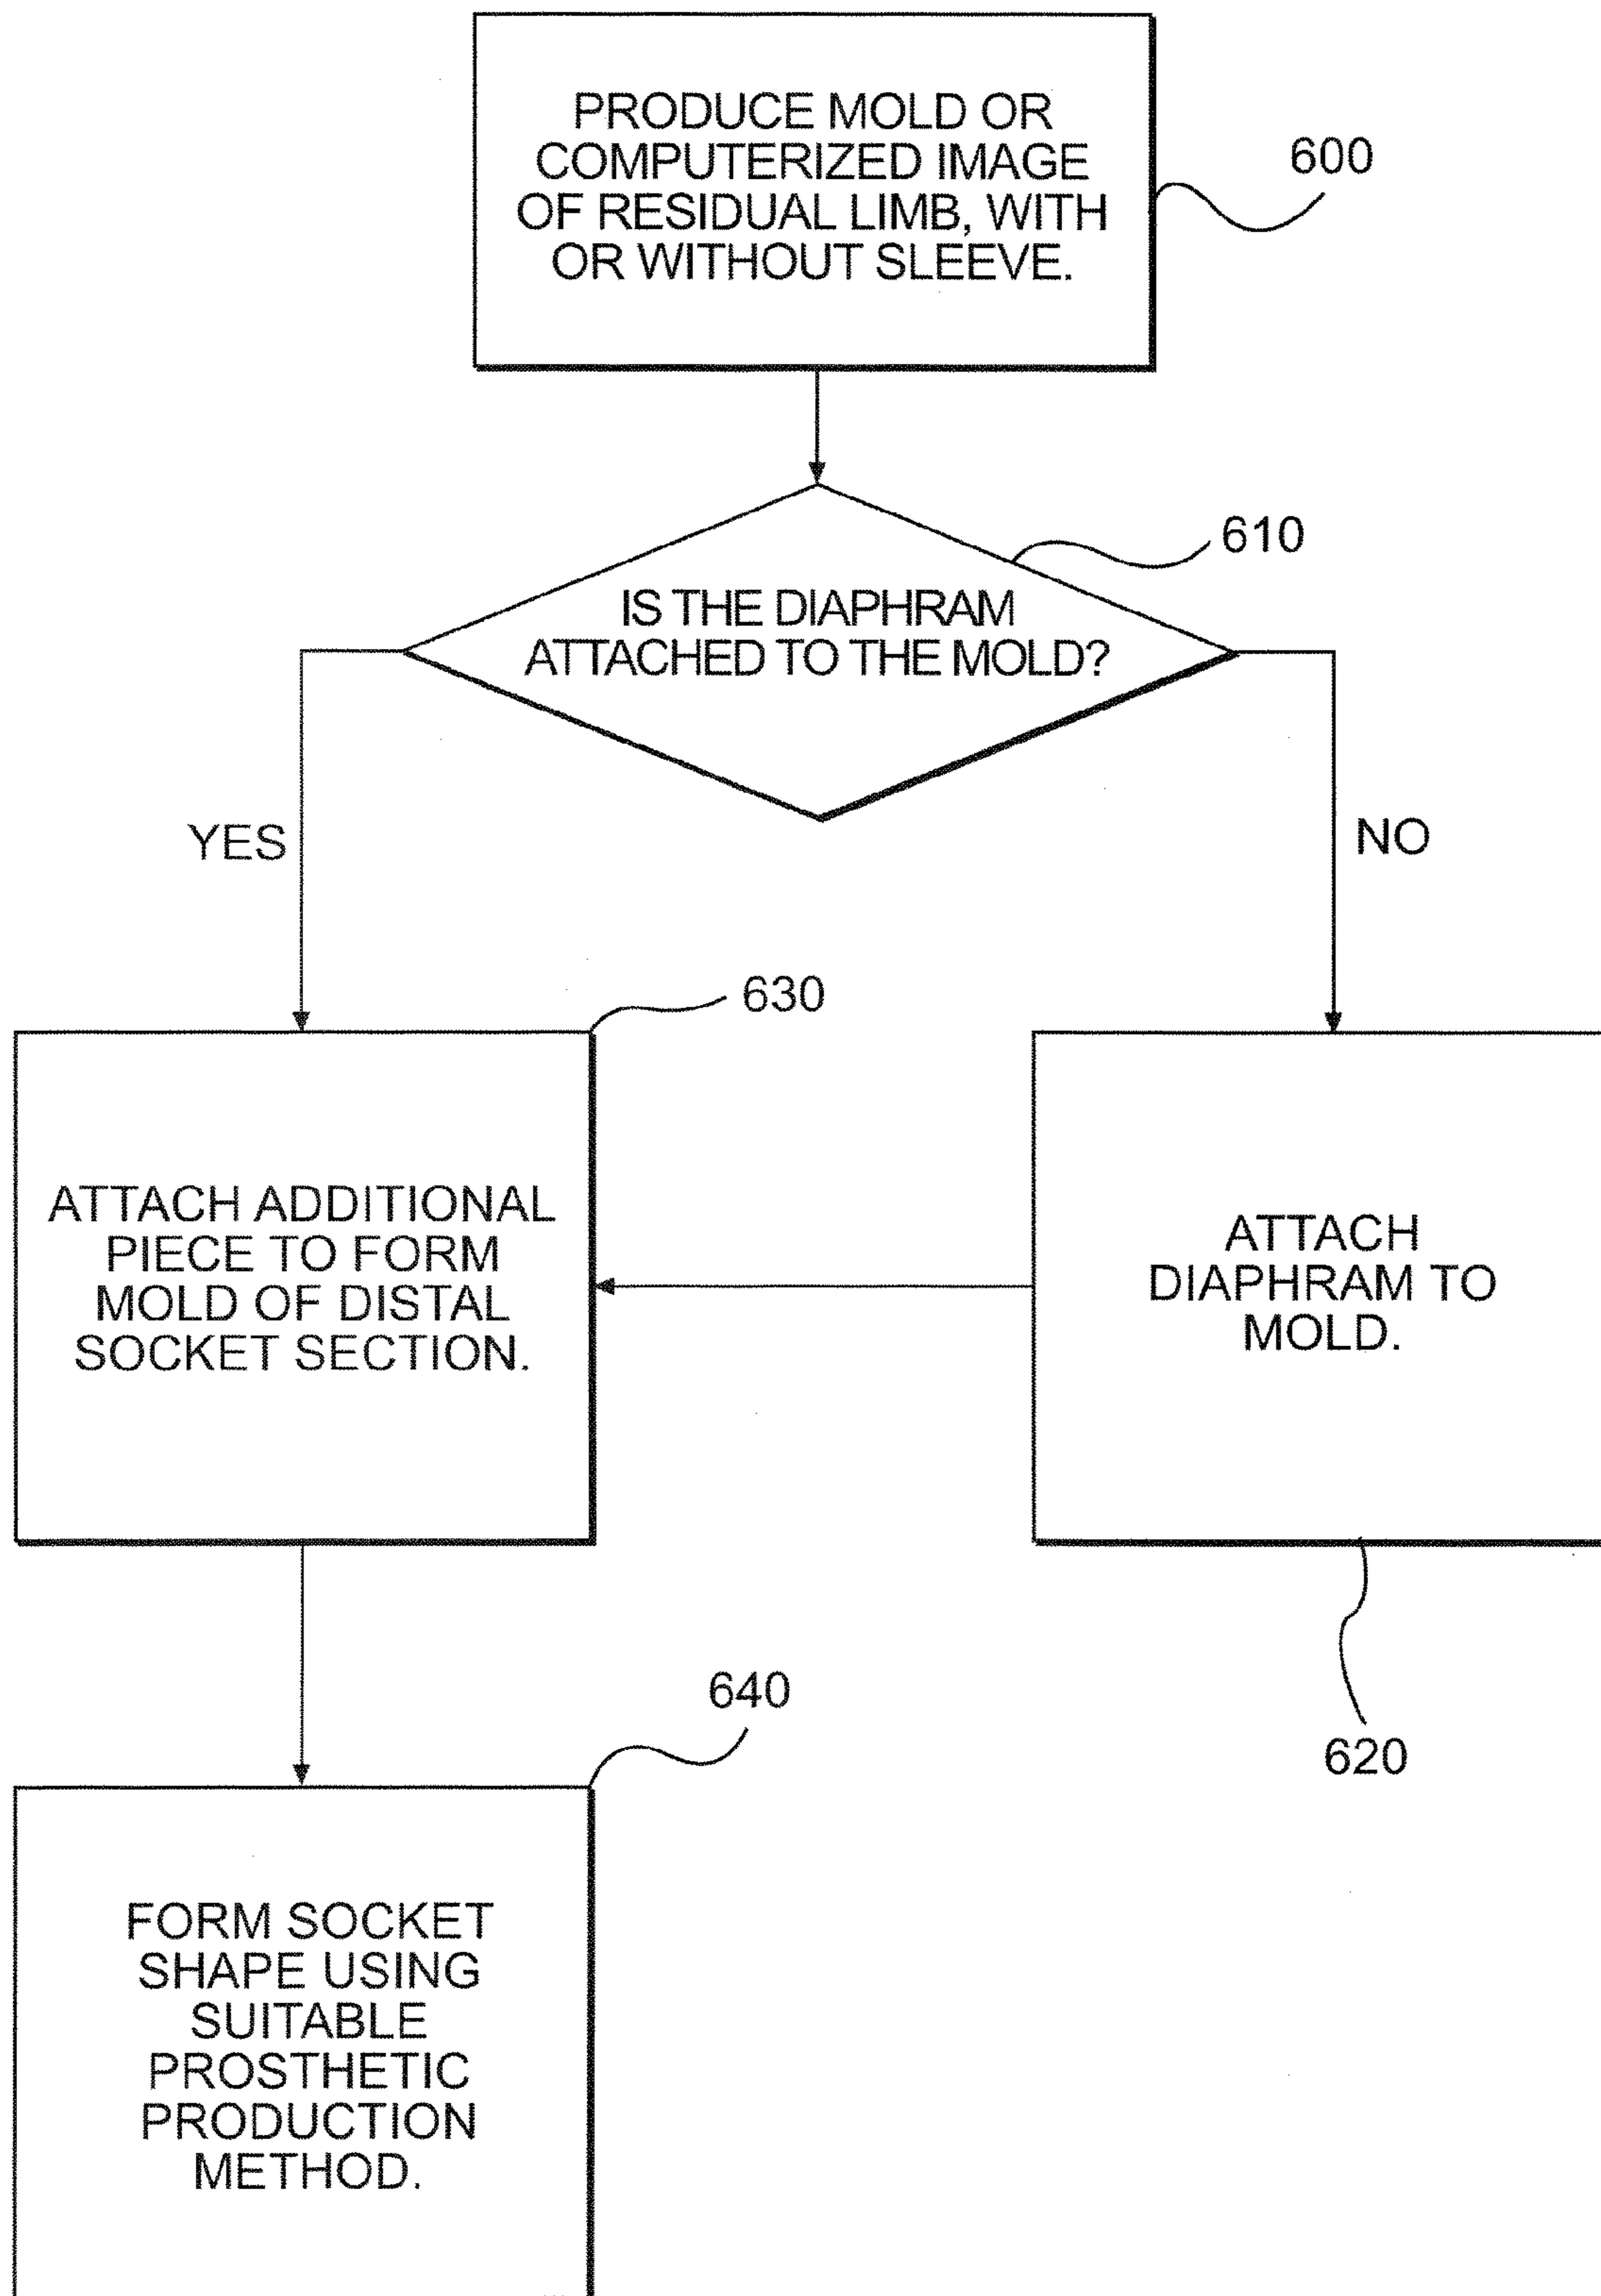 PRODUCE MOLD OR
COMPUTERIZED IMAGE
OF RESIDUAL LIMB, WITH
OR WITHOUT SLEEVE.
600
610
IS THE DIAPHRAM
ATTACHED TO THE MOLD?
YES
NO
630
ATTACH ADDITIONAL
PIECE TO FORM
MOLD OF DISTAL
SOCKET SECTION.
ATTACH
DIAPHRAM TO
MOLD.
620
640
FORM SOCKET
SHAPE USING
SUITABLE
PROSTHETIC
PRODUCTION
METHOD.